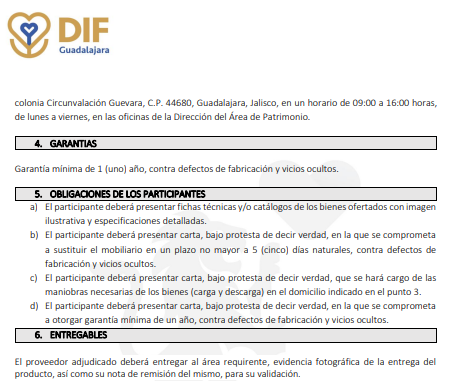 DIF
Guadalajara
colonia Circunvalación Guevara, C.P. 44680, Guadalajara, Jalisco, en un horario de 09:00 a 16:00 horas,
de lunes a viernes, en las oficinas de la Dirección del Área de Patrimonio.
4. GARANTIAS
Garantía mínima de 1 (uno) año, contra defectos de fabricación y vicios ocultos.
5. OBLIGACIONES DE LOS PARTICIPANTES
a) El participante deberá presentar fichas técnicas y/o catálogos de los bienes ofertados con imagen
ilustrativa y especificaciones detalladas.
b) El participante deberá presentar carta, bajo protesta de decir verdad, en la que se comprometa
a sustituir el mobiliario en un plazo no mayor a 5 (cinco) días naturales, contra defectos de
fabricación y vicios ocultos.
c) El participante deberá presentar carta, bajo protesta de decir verdad, que se hará cargo de las
maniobras necesarias de los bienes (carga y descarga) en el domicilio indicado en el punto 3.
d) El participante deberá presentar carta, bajo protesta de decir verdad, en la que se comprometa
a otorgar garantía mínima de un año, contra defectos de fabricación y vicios ocultos.
6. ENTREGABLES
El proveedor adjudicado deberá entregar al área requirente, evidencia fotográfica de la entrega del
producto, así como su nota de remisión del mismo, para su validación.